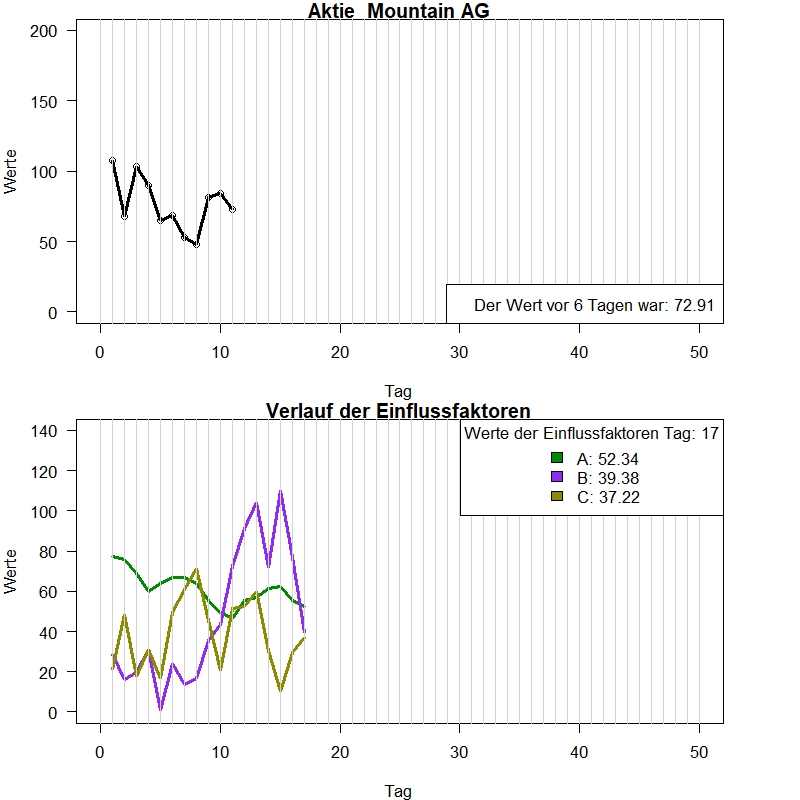 Aktie  Mountain AG
Werte
200
150
100
50
0
Der Wert vor 6 Tagen war: 72.91
0 10 20 30 40 50
Tag
Verlauf der Einflussfaktoren
Werte
140
120
100
80
60
40
20
0
Werte der Einflussfaktoren Tag: 17
A: 52.34
B: 39.38
C: 37.22
0 10 20 30 40 50
Tag